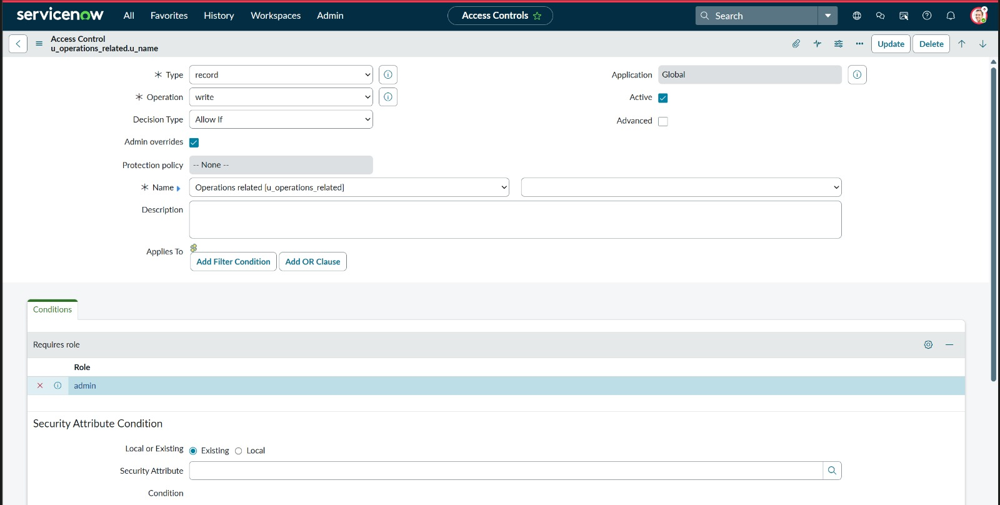 servicenow All Favorites History Workspaces Admin Access Controls Search
Access Control
u_operations_related.u_name
Update Delete
Type record Application Global
Operation write Active
Decision Type Allow If Advanced
Admin overrides
Protection policy -- None --
Name Operations related [u_operations_related]
Description
Applies To
Add Filter Condition Add OR Clause
Conditions
Requires role
Role
admin
Security Attribute Condition
Local or Existing Existing Local
Security Attribute
Condition